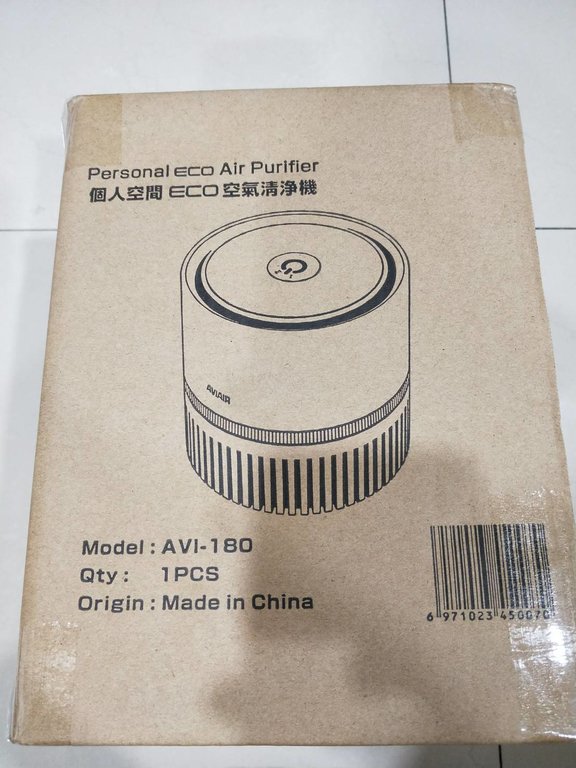 Personal ECO Air Purifier
個人空間 ECO 空氣清淨機
AVIAIR
Model : AVI-180
Qty : 1PCS
Origin : Made in China
6 971023 450070